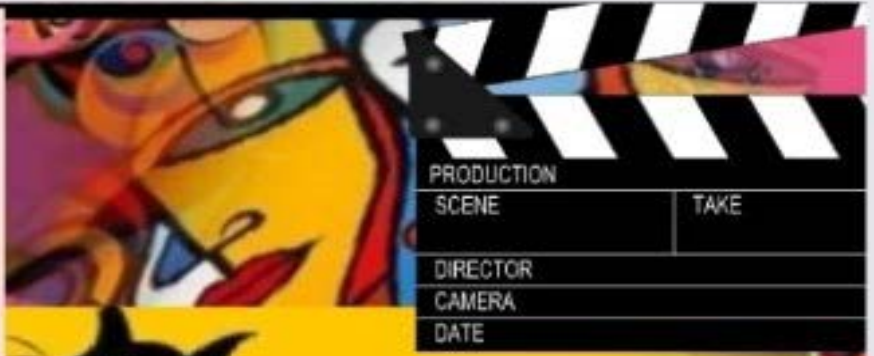 PRODUCTION
SCENE TAKE
DIRECTOR
CAMERA
DATE